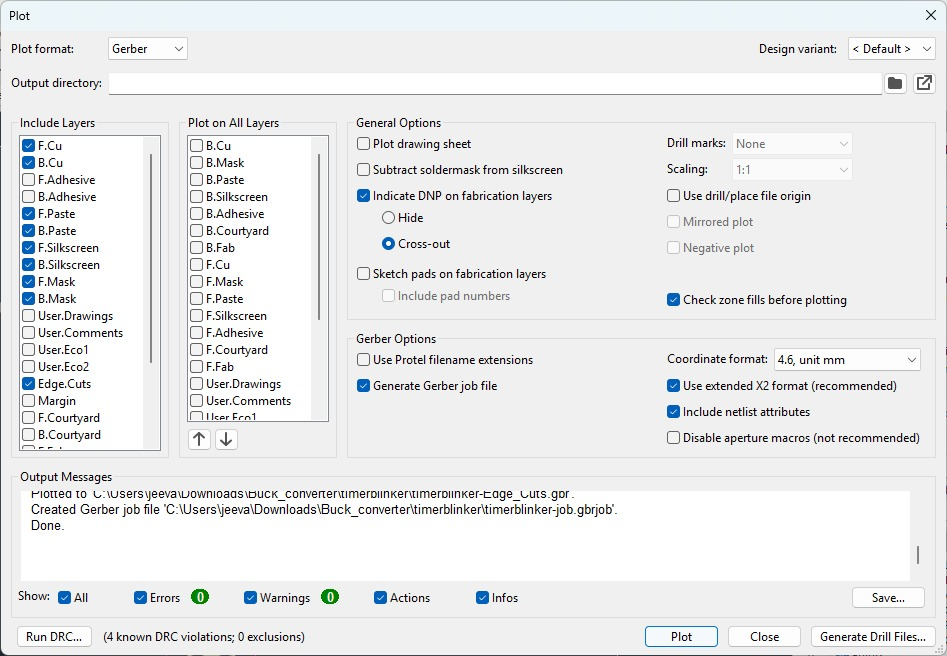 Plot
Plot format: Gerber Design variant: < Default >
Output directory:
Include Layers
F.Cu
B.Cu
F.Adhesive
B.Adhesive
F.Paste
B.Paste
F.Silkscreen
B.Silkscreen
F.Mask
B.Mask
User.Drawings
User.Comments
User.Eco1
User.Eco2
Edge.Cuts
Margin
F.Courtyard
B.Courtyard
Plot on All Layers
B.Cu
B.Mask
B.Paste
B.Silkscreen
B.Adhesive
B.Courtyard
B.Fab
F.Cu
F.Mask
F.Paste
F.Silkscreen
F.Adhesive
F.Courtyard
F.Fab
User.Drawings
User.Comments
User.Eco1
General Options
Plot drawing sheet
Subtract soldermask from silkscreen
Indicate DNP on fabrication layers
Hide
Cross-out
Sketch pads on fabrication layers
Include pad numbers
Drill marks: None
Scaling: 1:1
Use drill/place file origin
Mirrored plot
Negative plot
Check zone fills before plotting
Gerber Options
Use Protel filename extensions
Generate Gerber job file
Coordinate format: 4.6, unit mm
Use extended X2 format (recommended)
Include netlist attributes
Disable aperture macros (not recommended)
Output Messages
Plotted to 'C:\Users\jeeva\Downloads\Buck_converter\timerblinker\timerblinker-Edge_Cuts.gbr'.
Created Gerber job file 'C:\Users\jeeva\Downloads\Buck_converter\timerblinker\timerblinker-job.gbrjob'.
Done.
Show: All Errors 0 Warnings 0 Actions Infos Save...
Run DRC... (4 known DRC violations; 0 exclusions) Plot Close Generate Drill Files...